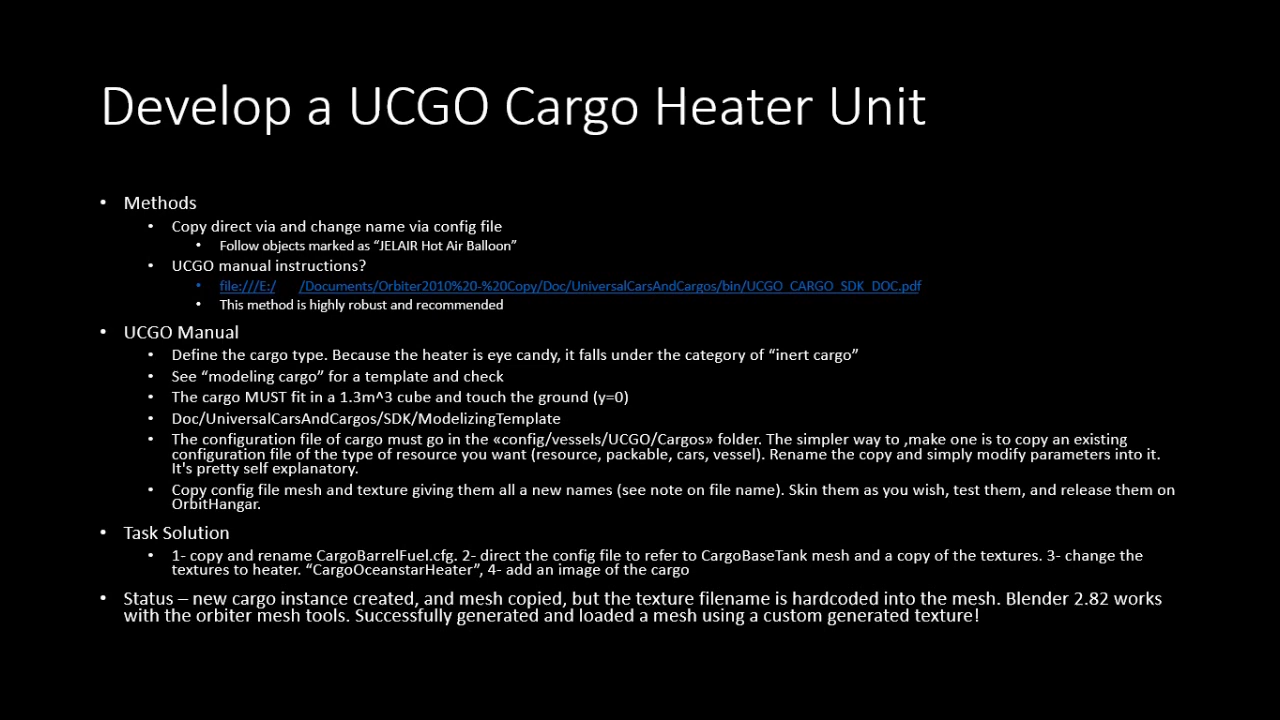 Develop a UCGO Cargo Heater Unit
• Methods
• Copy direct via and change name via config file
• Follow objects marked as “JELAIR Hot Air Balloon”
• UCGO manual instructions?
• file:///E:/ /Documents/Orbiter2010%20-%20Copy/Doc/UniversalCarsAndCargos/bin/UCGO_CARGO_SDK_DOC.pdf
• This method is highly robust and recommended
• UCGO Manual
• Define the cargo type. Because the heater is eye candy, it falls under the category of “inert cargo”
• See “modeling cargo” for a template and check
• The cargo MUST fit in a 1.3m^3 cube and touch the ground (y=0)
• Doc/UniversalCarsAndCargos/SDK/ModelizingTemplate
• The configuration file of cargo must go in the «config/vessels/UCGO/Cargos» folder. The simpler way to ,make one is to copy an existing
configuration file of the type of resource you want (resource, packable, cars, vessel). Rename the copy and simply modify parameters into it.
It's pretty self explanatory.
• Copy config file mesh and texture giving them all a new names (see note on file name). Skin them as you wish, test them, and release them on
OrbitHangar.
• Task Solution
• 1- copy and rename CargoBarrelFuel.cfg. 2- direct the config file to refer to CargoBaseTank mesh and a copy of the textures. 3- change the
textures to heater. “CargoOceanstarHeater”, 4- add an image of the cargo
• Status – new cargo instance created, and mesh copied, but the texture filename is hardcoded into the mesh. Blender 2.82 works
with the orbiter mesh tools. Successfully generated and loaded a mesh using a custom generated texture!